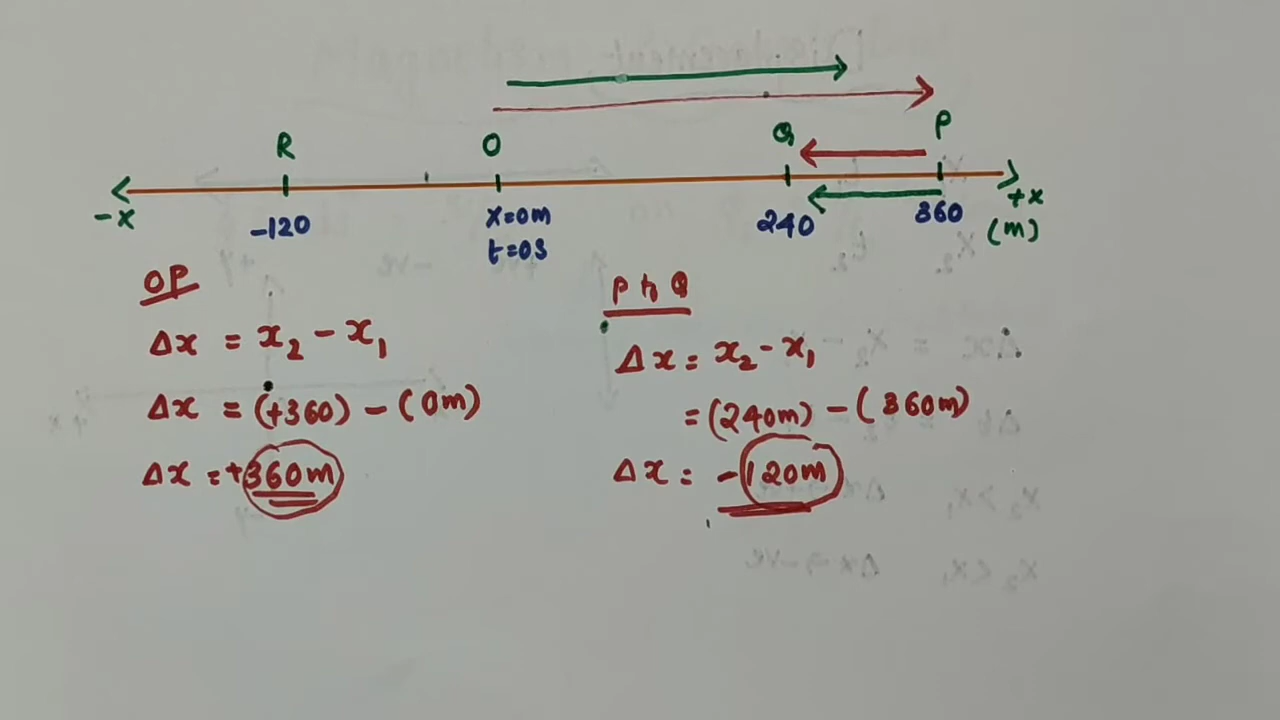 R O Q P
-x -120 x=0m 240 360 +x
t=0s (m)
OP
Δx = x₂ - x₁
Δx = (+360) - (0m)
Δx = +360m
P to Q
Δx = x₂ - x₁
= (240m) - (360m)
Δx = -120m